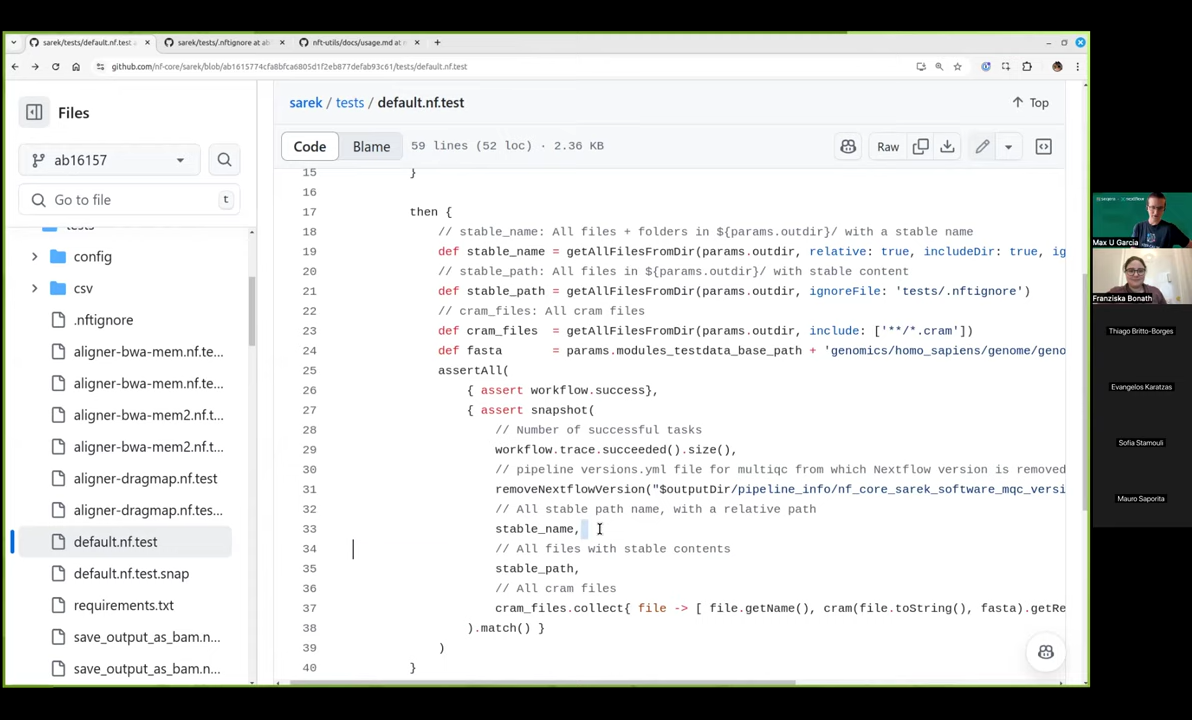 sarek/tests/default.nf.test a
sarek/tests/.nftignore at ab
nft-utils/docs/usage.md at n
github.com/nf-core/sarek/blob/ab1615774cfa8bfca6805d1f2eb877defab93c61/tests/default.nf.test
Files
ab16157
Go to file
t
tests
config
csv
.nftignore
aligner-bwa-mem.nf.te...
aligner-bwa-mem.nf.te...
aligner-bwa-mem2.nf.t...
aligner-bwa-mem2.nf.t...
aligner-dragmap.nf.test
aligner-dragmap.nf.tes...
default.nf.test
default.nf.test.snap
requirements.txt
save_output_as_bam.n...
save_output_as_bam.n...
sarek / tests / default.nf.test
Top
Code Blame 59 lines (52 loc) · 2.36 KB
Raw
15 }
16
17 then {
18 // stable_name: All files + folders in ${params.outdir}/ with a stable name
19 def stable_name = getAllFilesFromDir(params.outdir, relative: true, includeDir: true, ig
20 // stable_path: All files in ${params.outdir}/ with stable content
21 def stable_path = getAllFilesFromDir(params.outdir, ignoreFile: 'tests/.nftignore')
22 // cram_files: All cram files
23 def cram_files = getAllFilesFromDir(params.outdir, include: ['**/*.cram'])
24 def fasta = params.modules_testdata_base_path + 'genomics/homo_sapiens/genome/geno
25 assertAll(
26 { assert workflow.success},
27 { assert snapshot(
28 // Number of successful tasks
29 workflow.trace.succeeded().size(),
30 // pipeline versions.yml file for multiqc from which Nextflow version is removed
31 removeNextflowVersion("$outputDir/pipeline_info/nf_core_sarek_software_mqc_versi
32 // All stable path name, with a relative path
33 stable_name,
34 // All files with stable contents
35 stable_path,
36 // All cram files
37 cram_files.collect{ file -> [ file.getName(), cram(file.toString(), fasta).getRe
38 ).match() }
39 )
40 }
Max U Garcia
Franziska Bonath
Thiago Britto-Borges
Evangelos Karatzas
Sofia Stamouli
Mauro Saporita